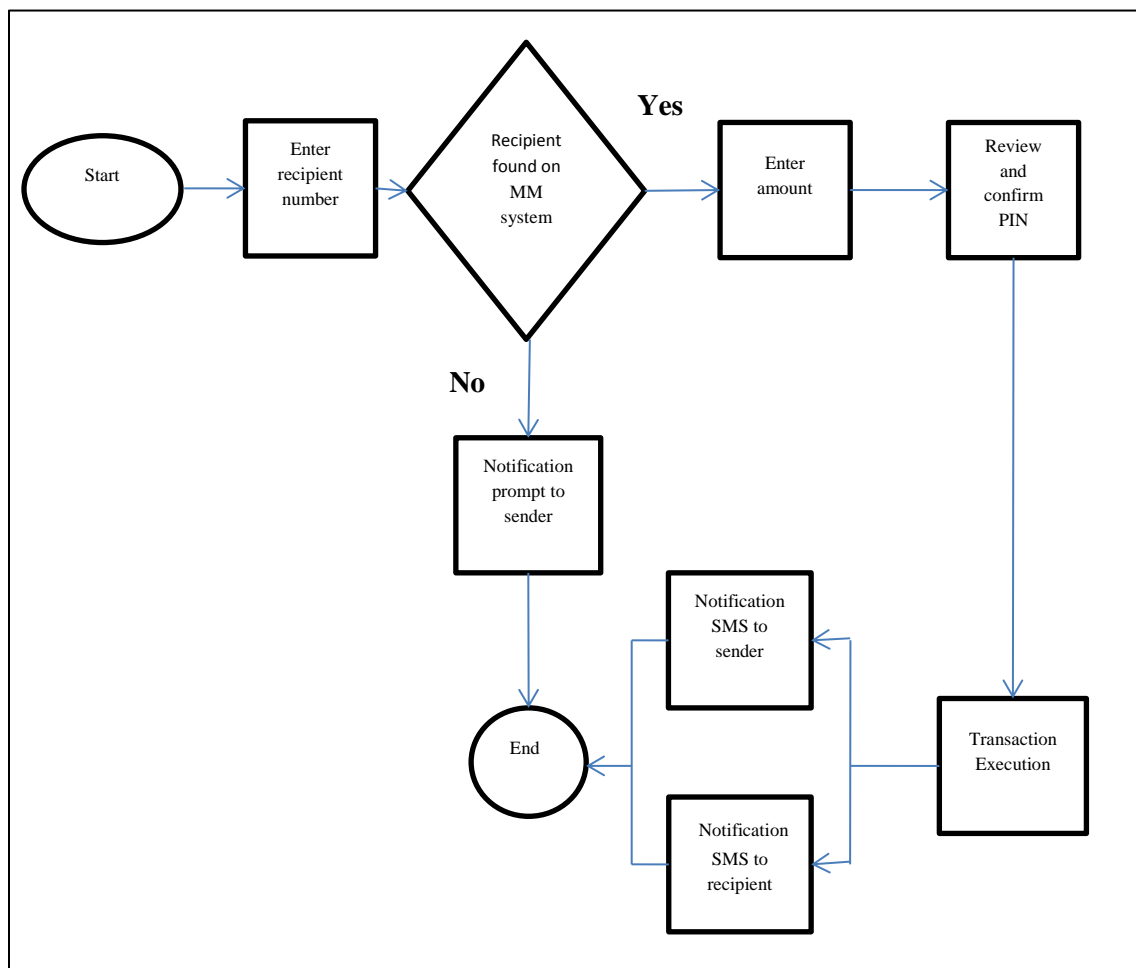 Start
Enter
recipient
number
Recipient
found on
MM
system
Yes
Enter
amount
Review
and
confirm
PIN
No
Notification
prompt to
sender
Notification
SMS to
sender
End
Transaction
Execution
Notification
SMS to
recipient